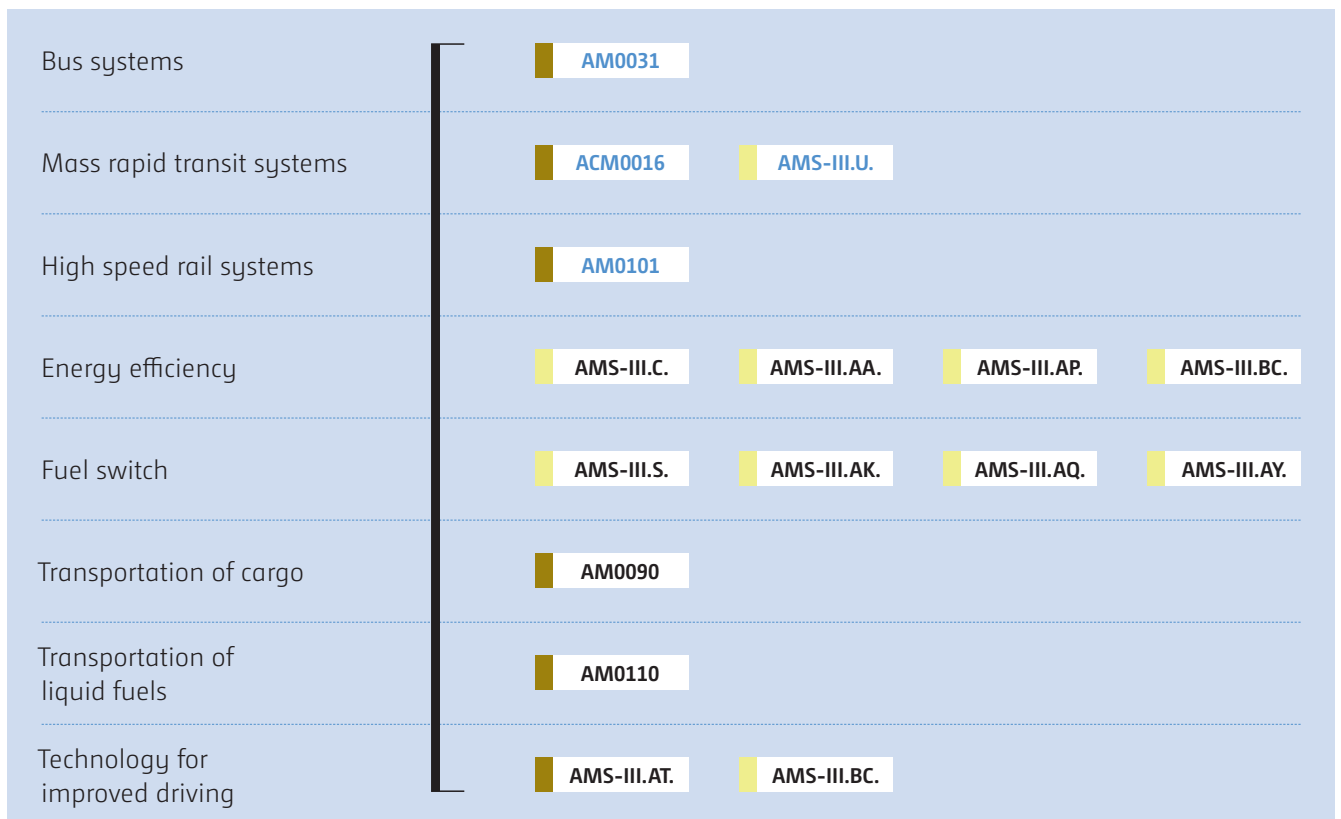 Bus systems
AM0031
Mass rapid transit systems
ACM0016
AMS-III.U.
High speed rail systems
AM0101
Energy efficiency
AMS-III.C.
AMS-III.AA.
AMS-III.AP.
AMS-III.BC.
Fuel switch
AMS-III.S.
AMS-III.AK.
AMS-III.AQ.
AMS-III.AY.
Transportation of cargo
AM0090
Transportation of
liquid fuels
AM0110
Technology for
improved driving
AMS-III.AT.
AMS-III.BC.